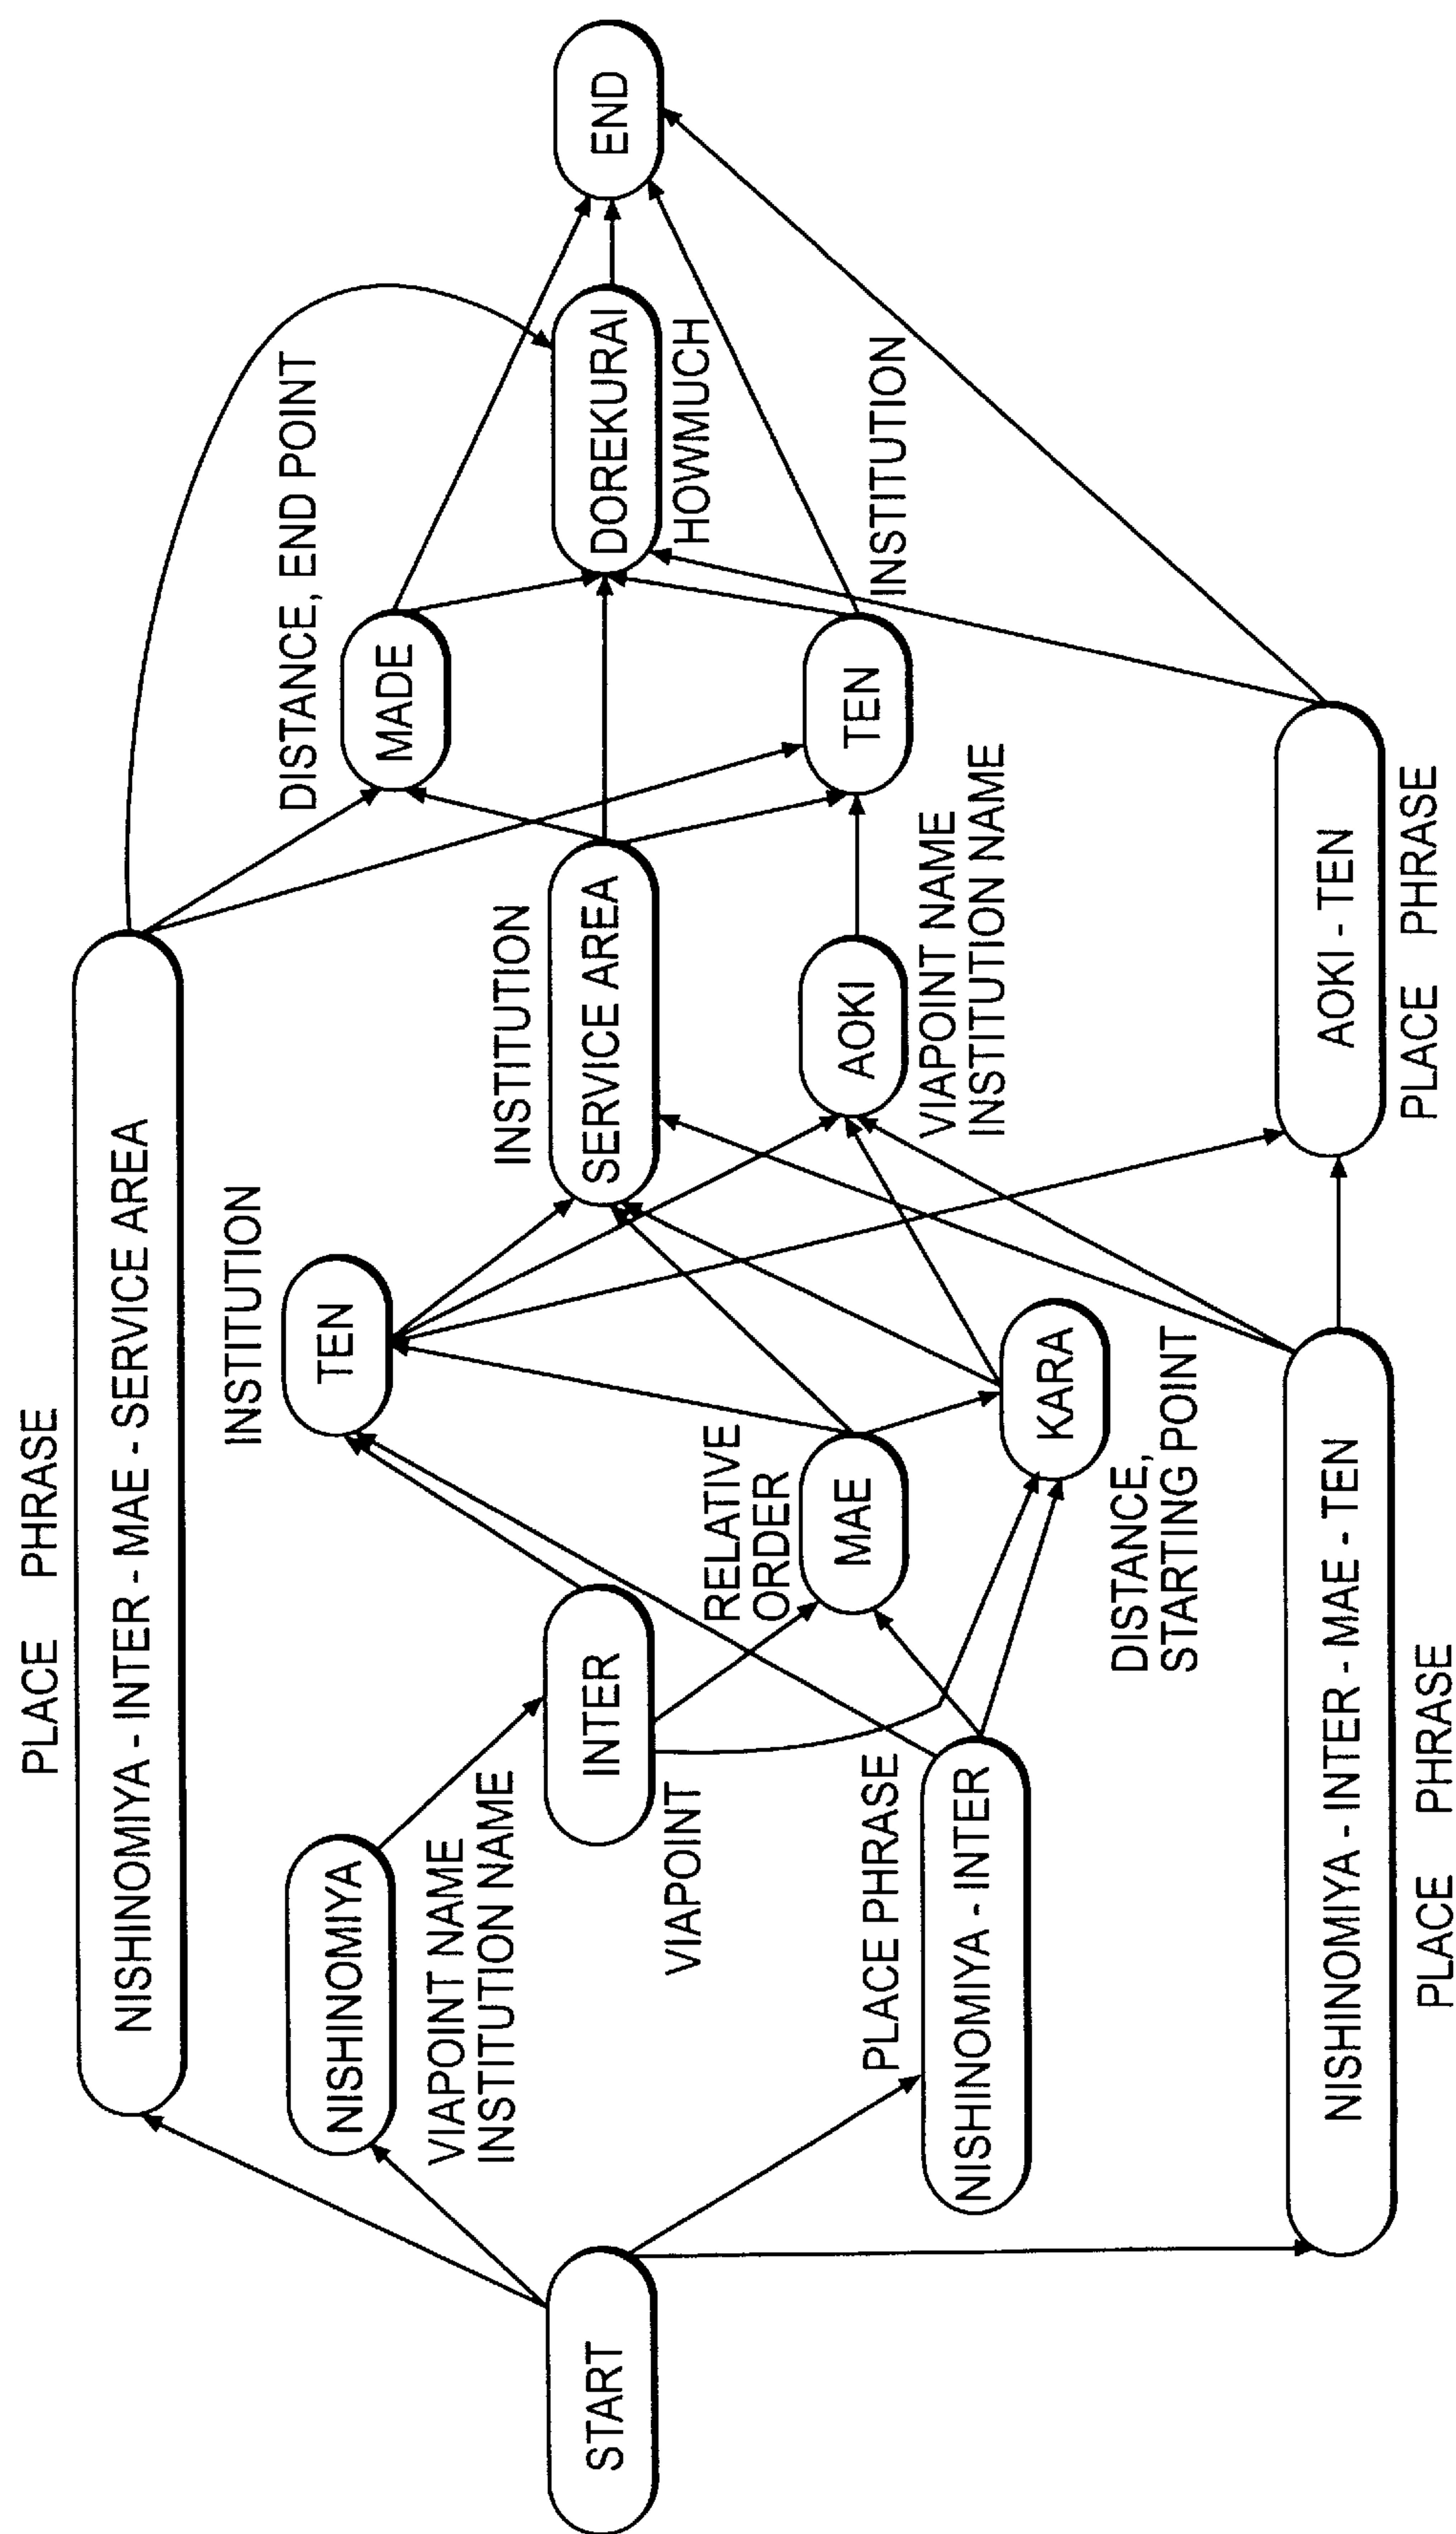 PLACE PHRASE
NISHINOMIYA - INTER - MAE - SERVICE AREA
INSTITUTION
TEN
DISTANCE, END POINT
MADE
NISHINOMIYA
VIAPOINT NAME
INSTITUTION NAME
START
INTER
VIAPOINT
INSTITUTION
SERVICE AREA
DOREKURAI
HOWMUCH
END
RELATIVE
ORDER
MAE
AOKI
VIAPOINT NAME
INSTITUTION NAME
TEN
INSTITUTION
PLACE PHRASE
NISHINOMIYA - INTER
KARA
DISTANCE,
STARTING POINT
NISHINOMIYA - INTER - MAE - TEN
PLACE PHRASE
PLACE PHRASE
AOKI - TEN
PLACE PHRASE